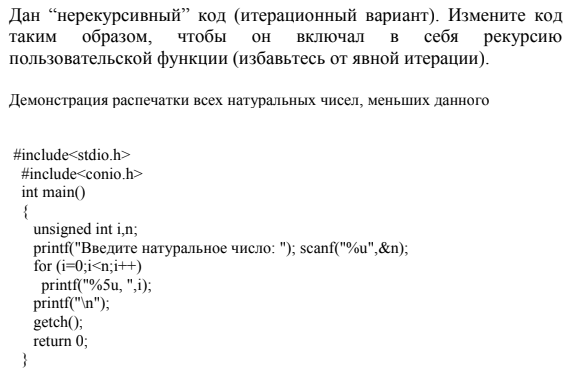 Дан “нерекурсивный” код (итерационный вариант). Измените код
таким образом, чтобы он включал в себя рекурсию
пользовательской функции (избавьтесь от явной итерации).
Демонстрация распечатки всех натуральных чисел, меньших данного
#include<stdio.h>
#include<conio.h>
int main()
{
unsigned int i,n;
printf("Введите натуральное число: "); scanf("%u",&n);
for (i=0;i<n;i++)
printf("%5u, ",i);
printf("\n");
getch();
return 0;
}